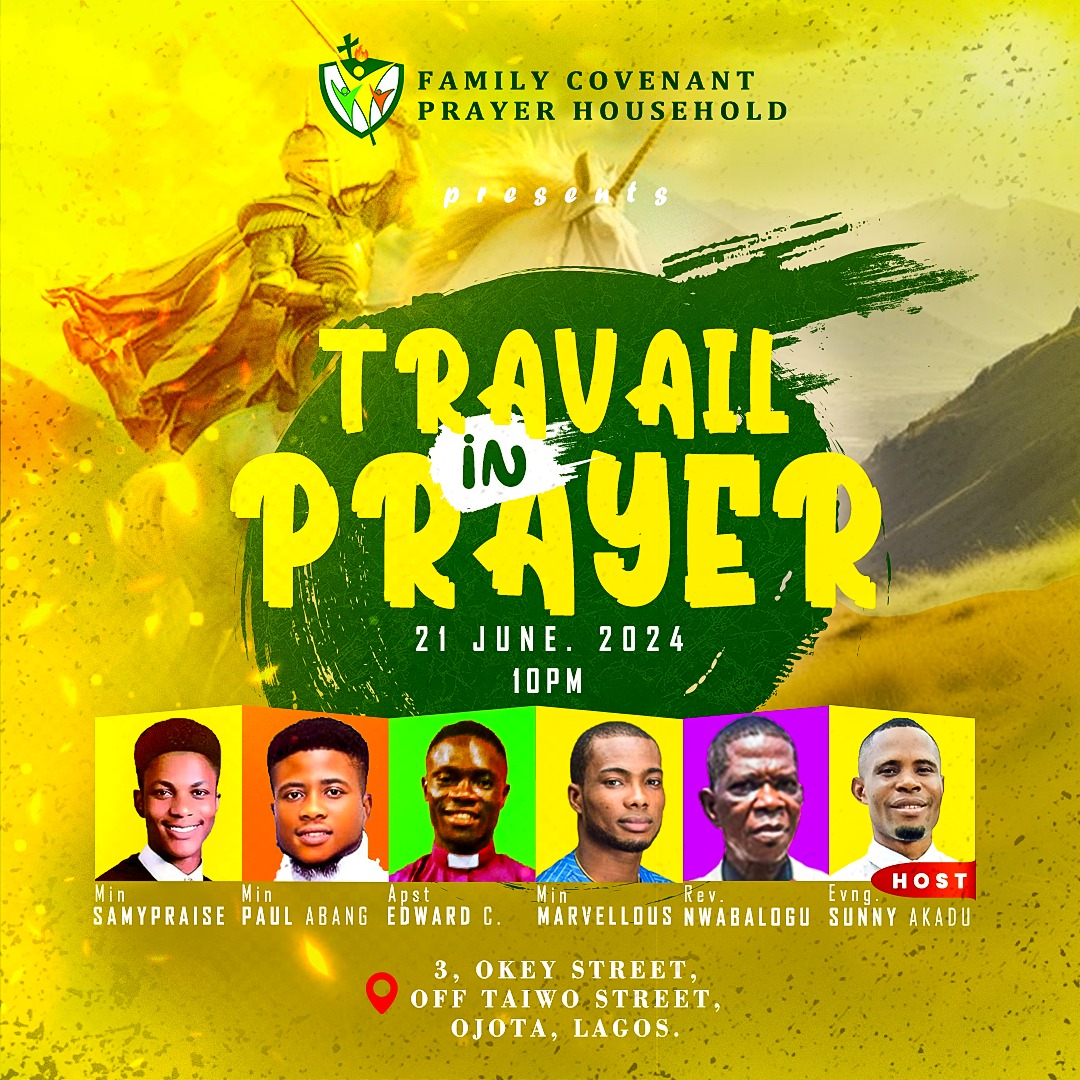 FAMILY COVENANT
PRAYER HOUSEHOLD
presents
TRAVAIL
iN
PRAYER
21 JUNE. 2024
10PM
HOST
Min
SAMYPRAISE
Min
PAUL ABANG
Apst
EDWARD C.
Min
MARVELLOUS
Rev.
NWABALOGU
Evng.
SUNNY AKADU
3, OKEY STREET,
OFF TAIWO STREET,
OJOTA, LAGOS.